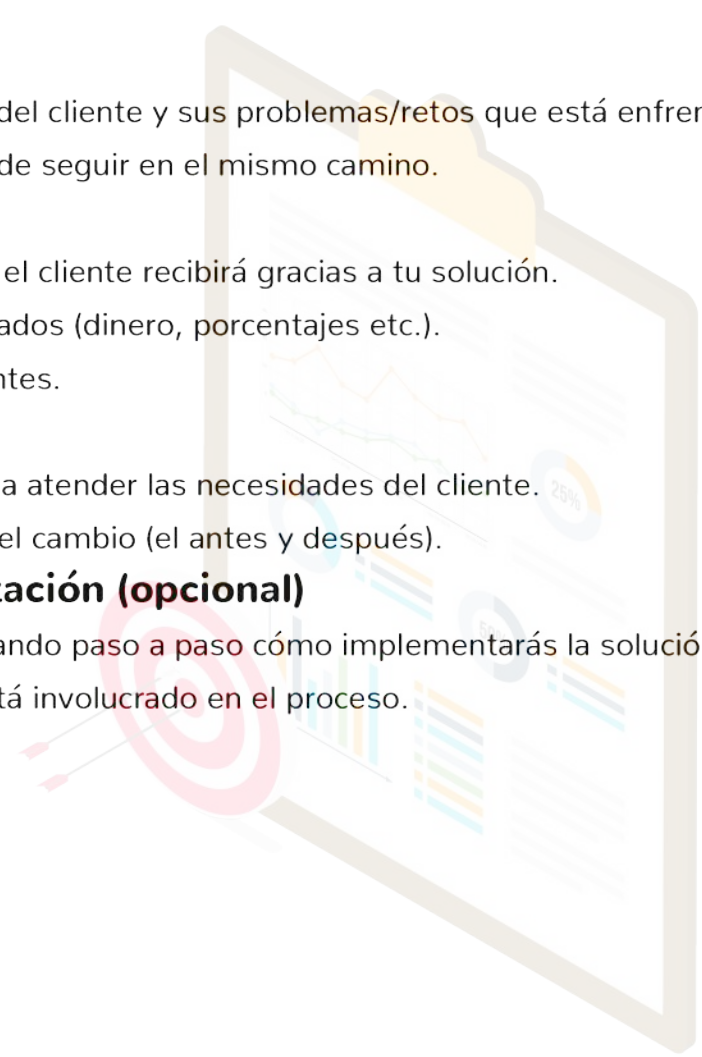 del cliente y sus problemas/retos que está enfren
de seguir en el mismo camino.
el cliente recibirá gracias a tu solución.
ados (dinero, porcentajes etc.).
ntes.
a atender las necesidades del cliente.
25%
el cambio (el antes y después).
zación (opcional)
ando paso a paso cómo implementarás la solució
tá involucrado en el proceso.